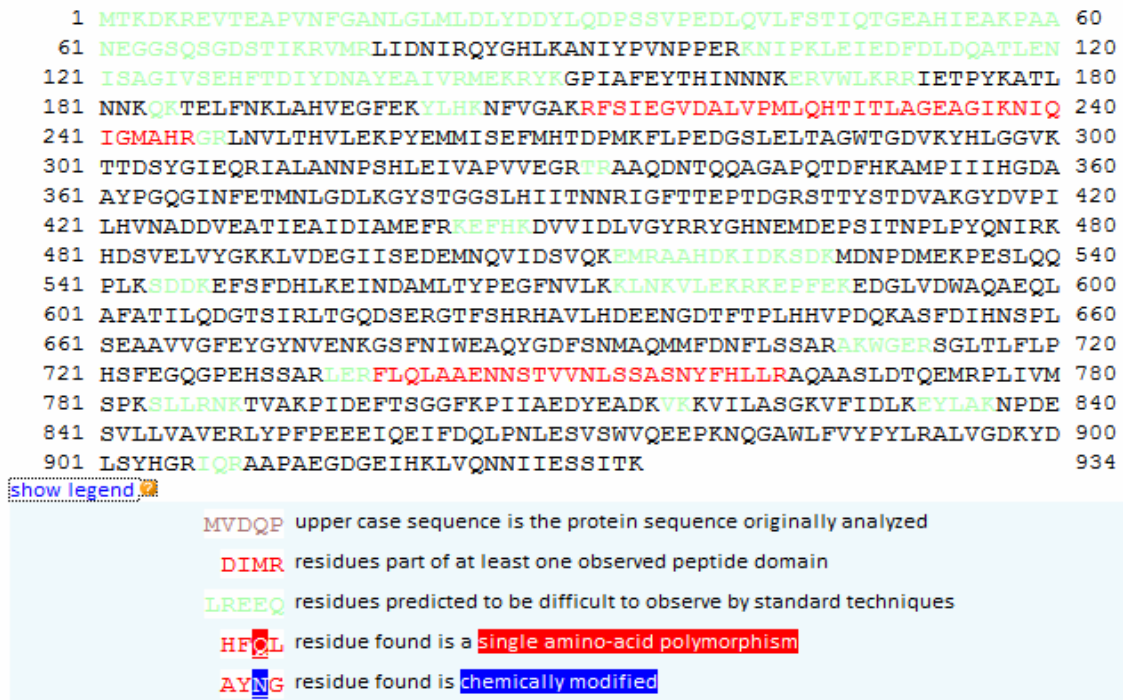 1 MTKDKREVTEAPVNFGANLGLMLDLYDDYLQDPSSVPEDLQVLFSTIQTGEAHIEAKPAA 60
61 NEGGSQSGDSTIKRVMRLIDNIRQYGHLKANIYPVNPPERKNIPKLEIEDFDLDQATLEN 120
121 ISAGIVSEHFTDIYDNAYEAIVRMEKRYKGPIAFEYTHINNNKERVWLKRRIETPYKATL 180
181 NNKQKTELFNKLAHVEGFEKYLHKNFVGAKRFSIEGVDALVPMLQHTITLAGEAGIKNIQ 240
241 IGMAHRGRLNVLTHVLEKPYEMMISEFMHTDPMKFLPEDGSLELTAGWTGDVKYHLGGVK 300
301 TTDSYGIEQRIALANNPSHLEIVAPVVEGRTRAAQDNTQQAGAPQTDFHKAMPIIIHGDA 360
361 AYPGQGINFETMNLGDLKGYSTGGSLHIITNNRIGFTTEPTDGRSTTYSTDVAKGYDVPI 420
421 LHVNADDVEATIEAIDIAMEFRKEFHKDVVIDLVGYRRYGHNEMDEPSITNPLPYQNIRK 480
481 HDSVELVYGKKLVDEGIISEDEMNQVIDSVQKEMRAAHDKIDKSDKMDNPDMEKPESLQQ 540
541 PLKSDDKEFSFDHLKEINDAMLTYPEGFNVLKKLNKVLEKRKEPFEKEDGLVDWAQAEQL 600
601 AFATILQDGTSIRLTGQDSERGTFSHRHAVLHDEENGDTFTPLHHVPDQKASFDIHNSPL 660
661 SEAAVVGFEYGYNVENKGSFNIWEAQYGDFSNMAQMMFDNFLSSARAKWGERSGLTLFLP 720
721 HSFEGQGPEHSSARLERFLQLAAENNSTVVNLSSASNYFHLLRAQAASLDTQEMRPLIVM 780
781 SPKSLLRNKTVAKPIDEFTSGGFKPIIAEDYEADKVKKVILASGKVFIDLKEYLAKNPDE 840
841 SVLLVAVERLYPFPEEEIQEIFDQLPNLESVSWVQEEPKNQGAWLFVYPYLRALVGDKYD 900
901 LSYHGRIQRAAPAEGDGEIHKLVQNNIIESSITK 934
show legend ?
MVDQP upper case sequence is the protein sequence originally analyzed
DIMR residues part of at least one observed peptide domain
LREEQ residues predicted to be difficult to observe by standard techniques
HFQL residue found is a single amino-acid polymorphism
AYNG residue found is chemically modified